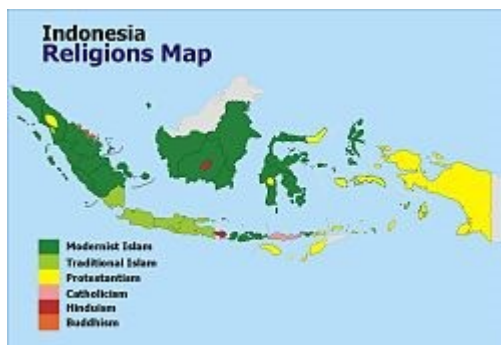 Indonesia
Religions Map
Modernist Islam
Traditional Islam
Protestantism
Catholicism
Hinduism
Buddhism